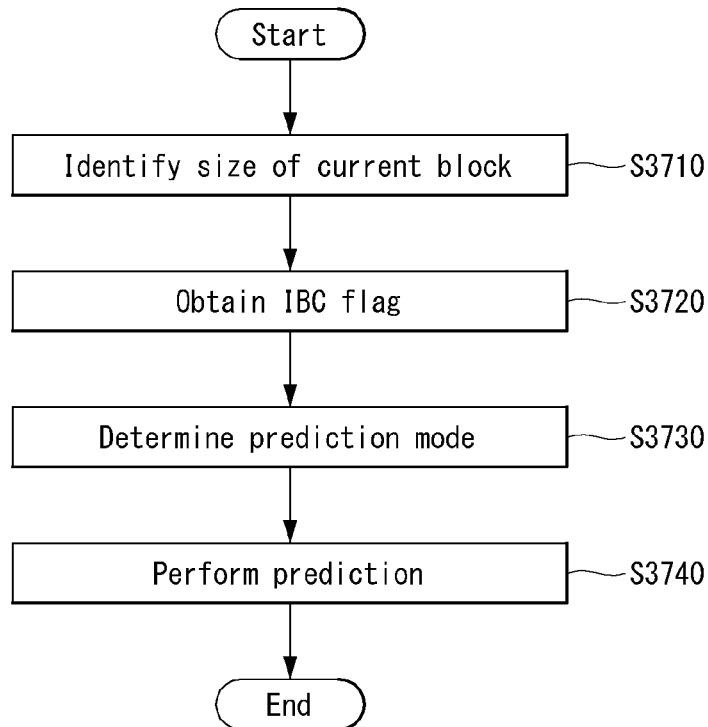 Start
Identify size of current block
S3710
Obtain IBC flag
S3720
Determine prediction mode
S3730
Perform prediction
S3740
End